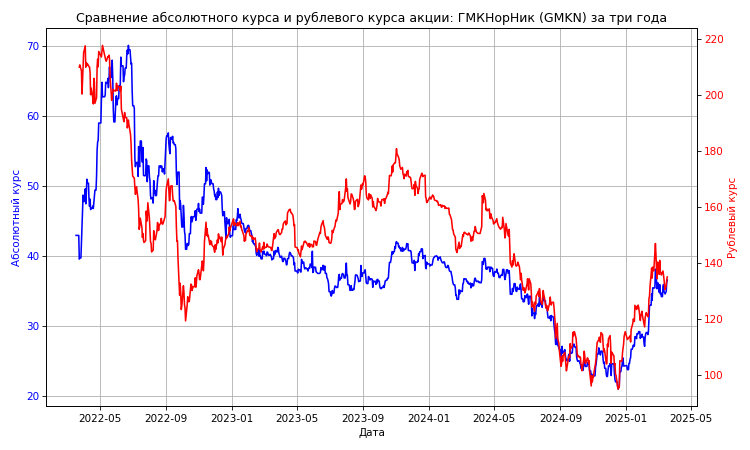 Сравнение абсолютного курса и рублевого курса акции: ГМКНорНик (GMKN) за три года
70
60
50
40
30
20
Абсолютный курс
220
200
180
160
140
120
100
Рублевый курс
2022-05 2022-09 2023-01 2023-05 2023-09 2024-01 2024-05 2024-09 2025-01 2025-05
Дата